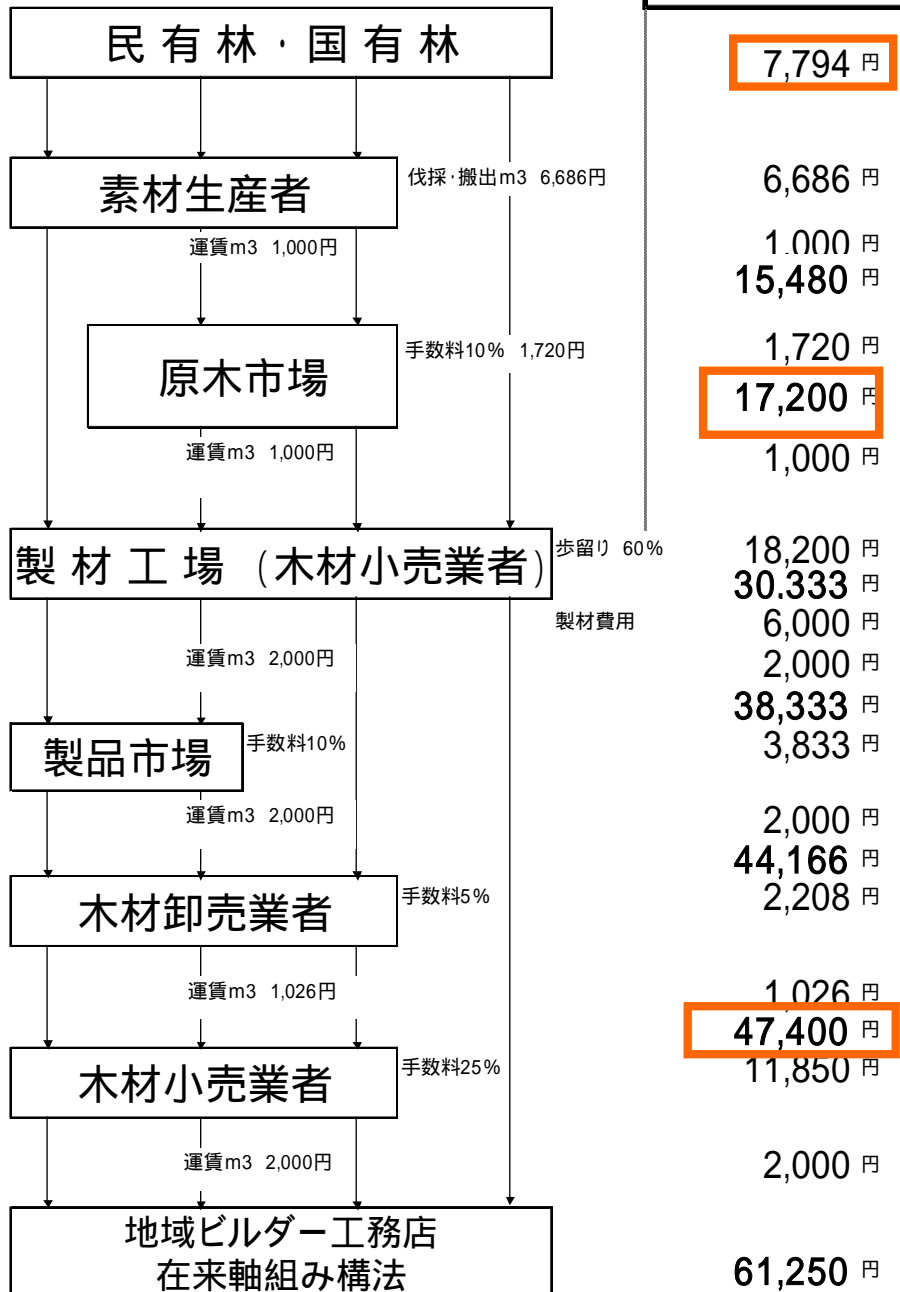 民有林・国有林
7,794 円
素材生産者
伐採・搬出m3 6,686円
6,686 円
運賃m3 1,000円
1,000 円
15,480 円
原木市場
手数料10% 1,720円
1,720 円
17,200 円
運賃m3 1,000円
1,000 円
製材工場(木材小売業者)
歩留り 60%
18,200 円
30,333 円
製材費用
6,000 円
運賃m3 2,000円
2,000 円
38,333 円
製品市場
手数料10%
3,833 円
運賃m3 2,000円
2,000 円
44,166 円
木材卸売業者
手数料5%
2,208 円
運賃m3 1,026円
1,026 円
47,400 円
木材小売業者
手数料25%
11,850 円
運賃m3 2,000円
2,000 円
地域ビルダー工務店
在来軸組み構法
61,250 円